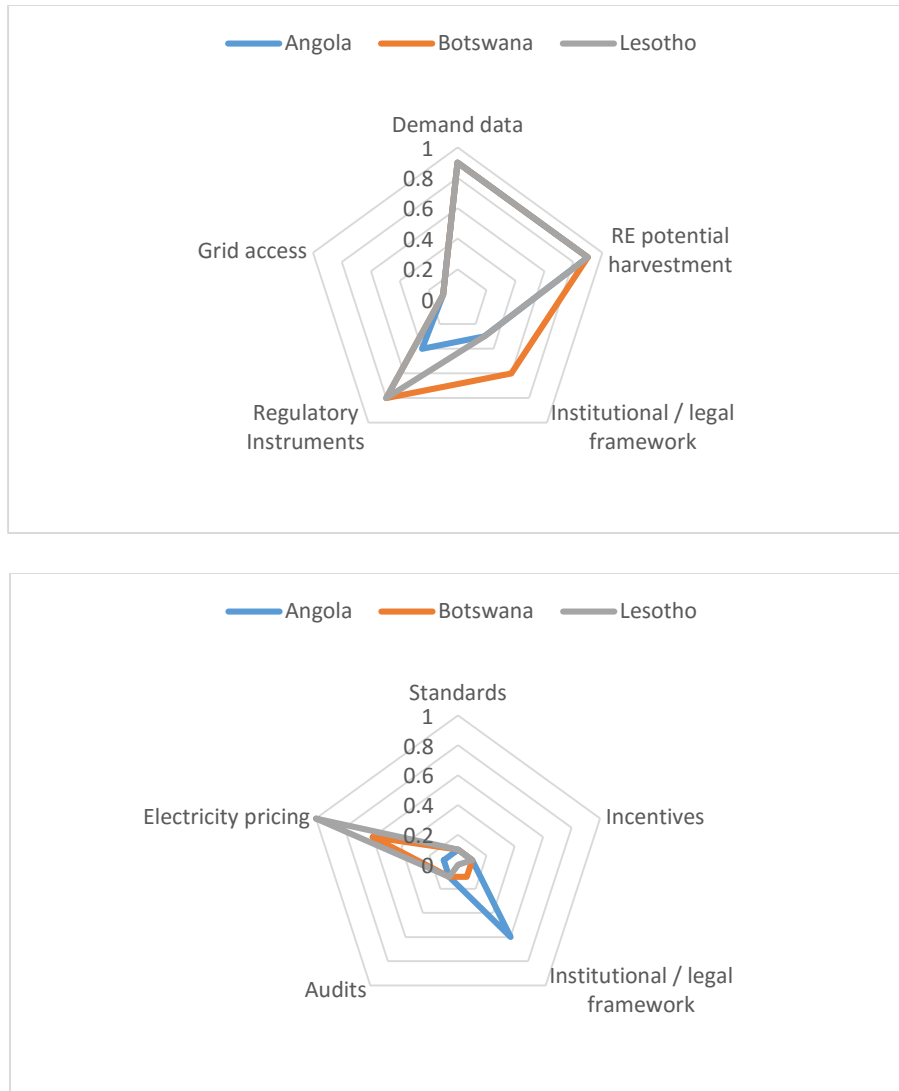 Angola Botswana Lesotho
Demand data
1
0.8
0.6
0.4
0.2
0
RE potential
harvestment
Grid access
Institutional / legal
framework
Regulatory
Instruments
Angola Botswana Lesotho
Standards
1
0.8
0.6
0.4
0.2
0
Incentives
Electricity pricing
Institutional / legal
framework
Audits